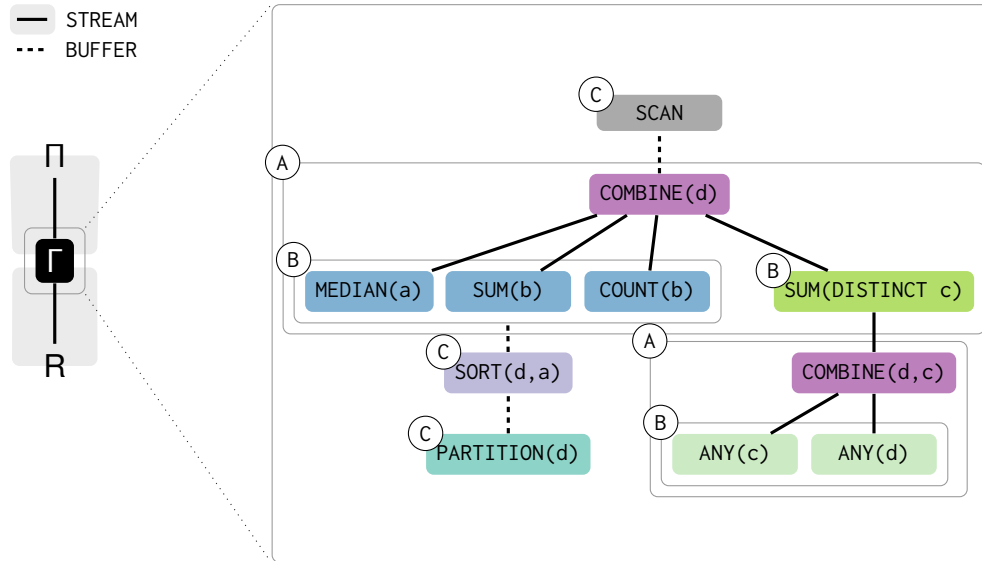 STREAM
BUFFER
Π
Γ
R
C
SCAN
A
COMBINE(d)
B
MEDIAN(a) SUM(b) COUNT(b)
B
SUM(DISTINCT c)
A
C
SORT(d,a)
COMBINE(d,c)
C
PARTITION(d)
B
ANY(c) ANY(d)